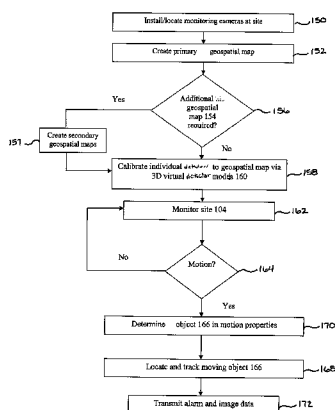 Install/locate monitoring cameras at site
150
Create primary geospatial map
152
Yes
Additional
geospatial
map 154
required?
156
157
Create secondary
geospatial maps
No
Calibrate individual detector to geospatial map via
3D virtual detector models 160
158
Monitor site 104
162
No
Motion?
164
Yes
Determine object 166 in motion properties
170
Locate and track moving object 166
168
Transmit alarm and image data
172